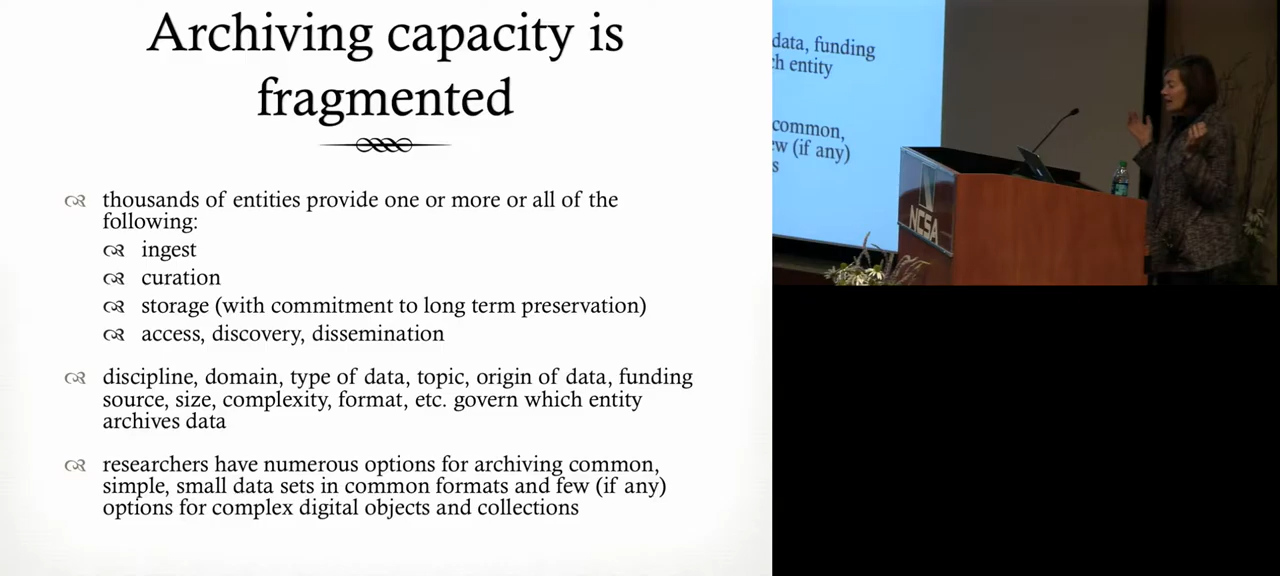 Archiving capacity is
fragmented
thousands of entities provide one or more or all of the
following:
ingest
curation
storage (with commitment to long term preservation)
access, discovery, dissemination
discipline, domain, type of data, topic, origin of data, funding
source, size, complexity, format, etc. govern which entity
archives data
researchers have numerous options for archiving common,
simple, small data sets in common formats and few (if any)
options for complex digital objects and collections
data, funding
ch entity
common,
ew (if any)
s
NCSA